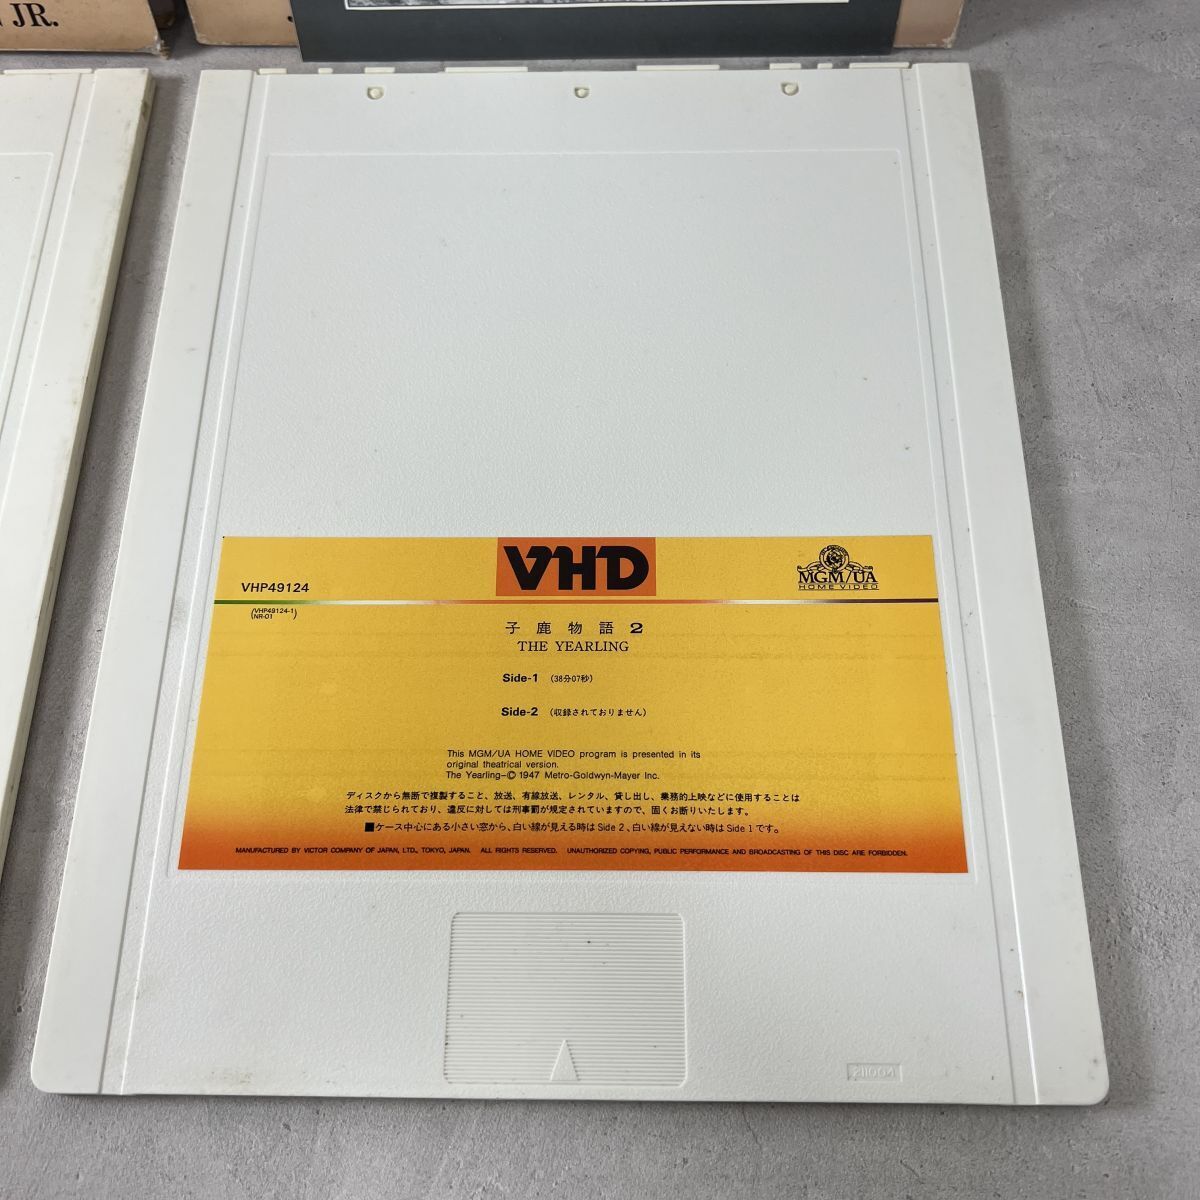 JR.
VHD
VHP49124
MGM/UA
HOME VIDEO
(VHP49124-1)
(NR-01 )
子鹿物語 2
THE YEARLING
Side-1 (38分07秒)
Side-2 (収録されておりません)
This MGM/UA HOME VIDEO program is presented in its
original theatrical version.
The Yearling-© 1947 Metro-Goldwyn-Mayer Inc.
ディスクから無断で複製すること、放送、有線放送、レンタル、貸し出し、業務的上映などに使用することは
法律で禁じられており、違反に対しては刑事罰が規定されていますので、固くお断りいたします。
■ケース中心にある小さい窓から、白い線が見える時は Side 2、白い線が見えない時は Side 1 です。
MANUFACTURED BY VICTOR COMPANY OF JAPAN, LTD., TOKYO, JAPAN. ALL RIGHTS RESERVED. UNAUTHORIZED COPYING, PUBLIC PERFORMANCE AND BROADCASTING OF THIS DISC ARE FORBIDDEN.
211004